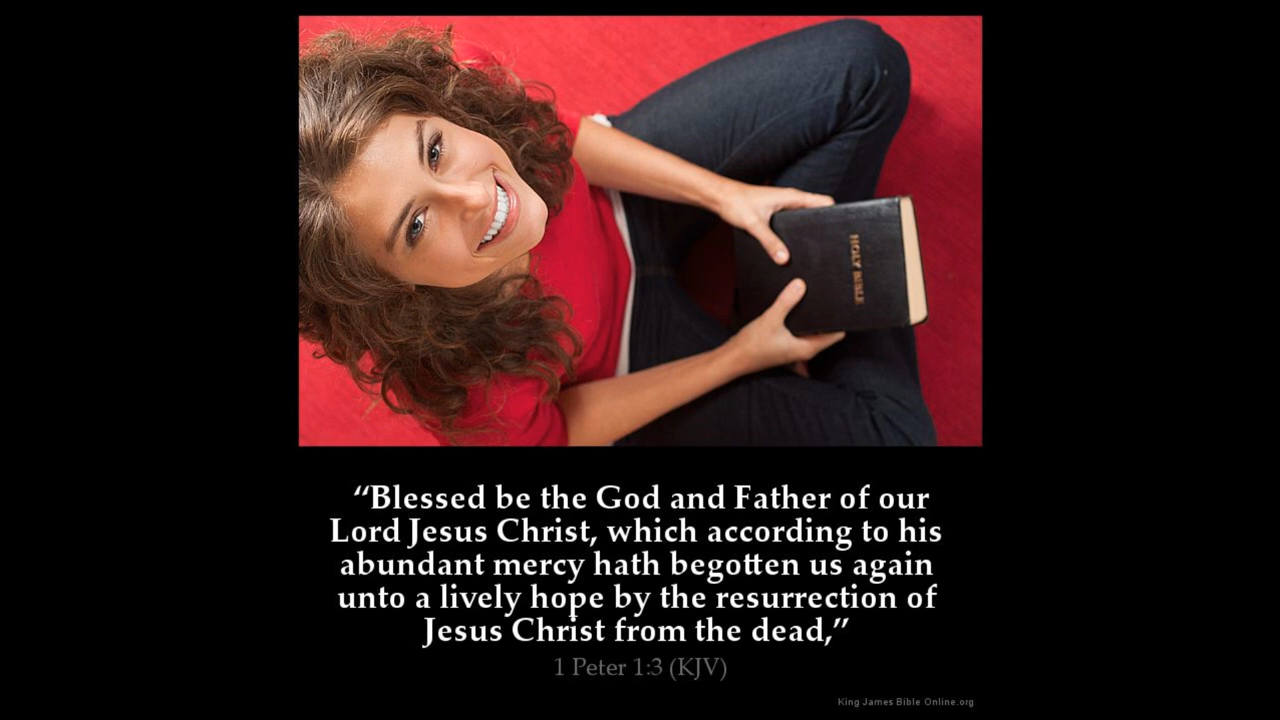 HOLY BIBLE
“Blessed be the God and Father of our
Lord Jesus Christ, which according to his
abundant mercy hath begotten us again
unto a lively hope by the resurrection of
Jesus Christ from the dead,”
1 Peter 1:3 (KJV)
King James Bible Online.org